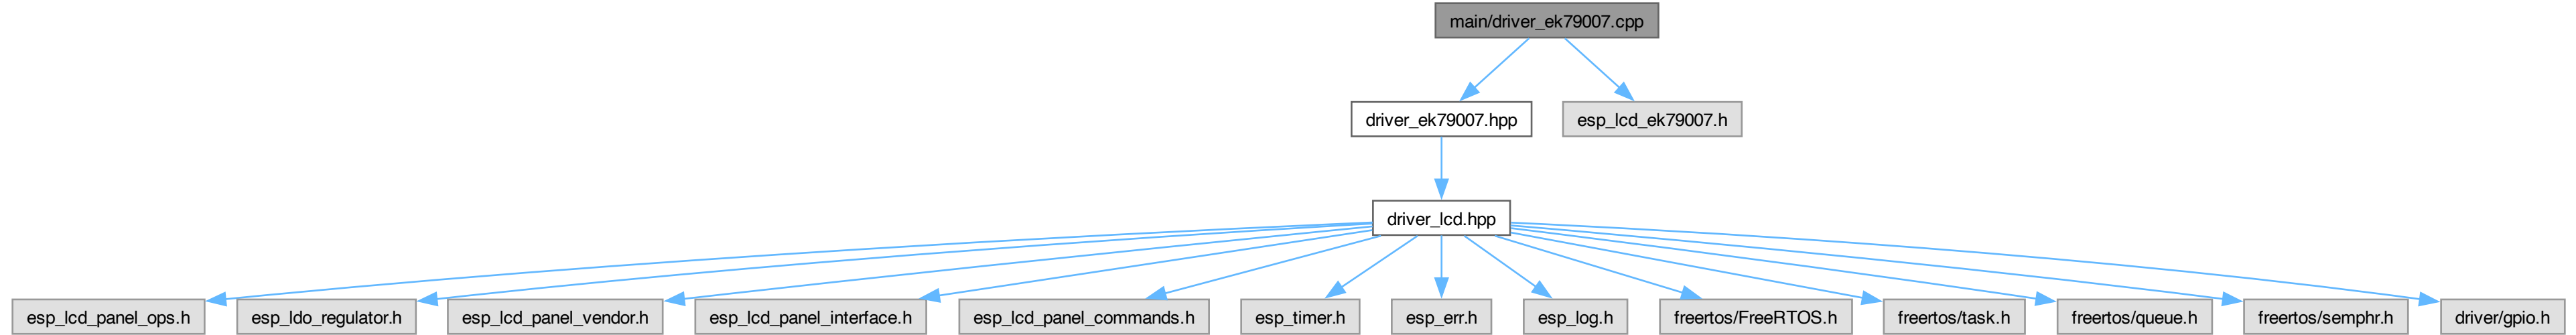 main/driver_ek79007.cpp
driver_ek79007.hpp
esp_lcd_ek79007.h
driver_lcd.hpp
esp_lcd_panel_ops.h
esp_ldo_regulator.h
esp_lcd_panel_vendor.h
esp_lcd_panel_interface.h
esp_lcd_panel_commands.h
esp_timer.h
esp_err.h
esp_log.h
freertos/FreeRTOS.h
freertos/task.h
freertos/queue.h
freertos/semphr.h
driver/gpio.h